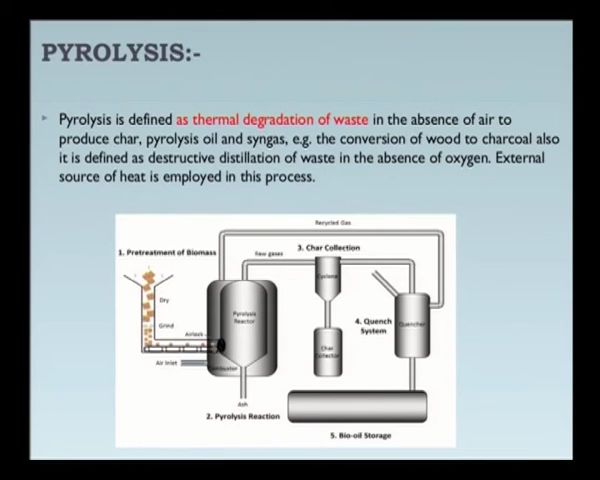 PYROLYSIS:-
Pyrolysis is defined as thermal degradation of waste in the absence of air to
produce char, pyrolysis oil and syngas, e.g. the conversion of wood to charcoal also
it is defined as destructive distillation of waste in the absence of oxygen. External
source of heat is employed in this process.
Recycled Gas
1. Pretreatment of Biomass
Raw gases
3. Char Collection
Cyclone
Dry
Grind
Airlock
Air Inlet
Pyrolysis
Reactor
Combustor
Ash
2. Pyrolysis Reaction
Char
Collector
4. Quench
System
Quencher
5. Bio-oil Storage